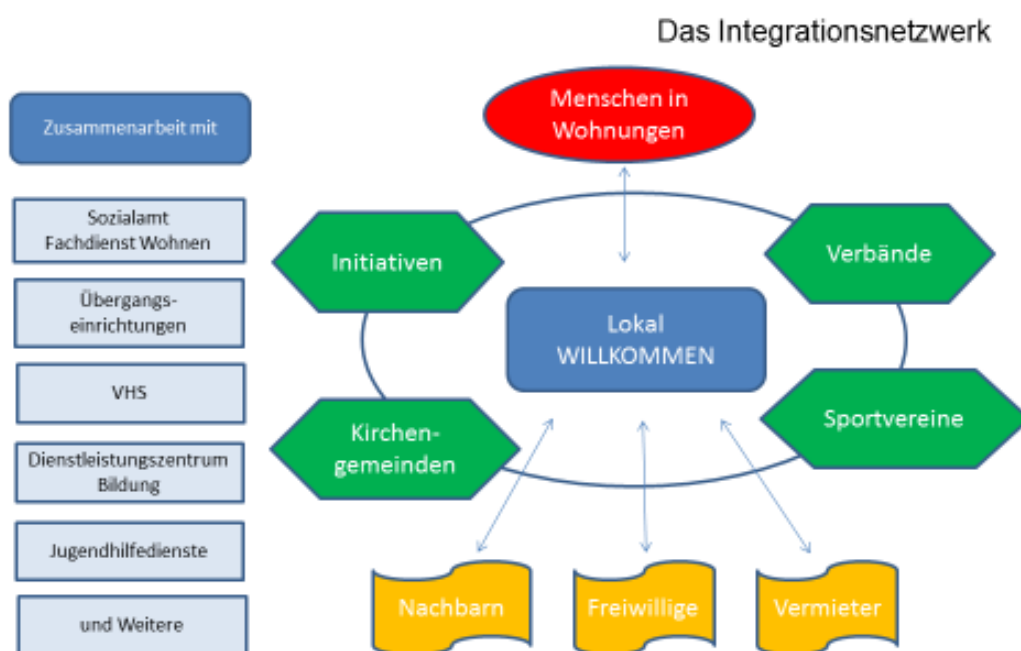 Das Integrationsnetzwerk
Zusammenarbeit mit
Sozialamt
Fachdienst Wohnen
Übergangs-
einrichtungen
VHS
Dienstleistungszentrum
Bildung
Jugendhilfedienste
und Weitere
Menschen in
Wohnungen
Initiativen
Verbände
Lokal
WILLKOMMEN
Kirchen-
gemeinden
Sportvereine
Nachbarn
Freiwillige
Vermieter